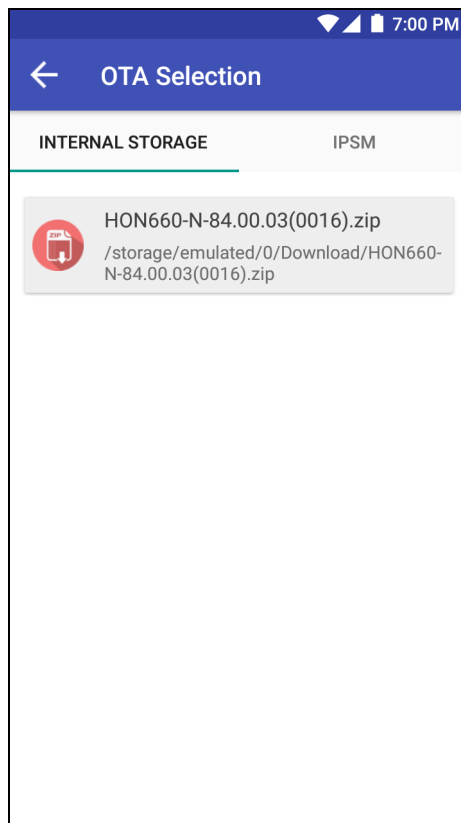 7:00 PM
OTA Selection
INTERNAL STORAGE IPSM
ZIP
HON660-N-84.00.03(0016).zip
/storage/emulated/0/Download/HON660-
N-84.00.03(0016).zip